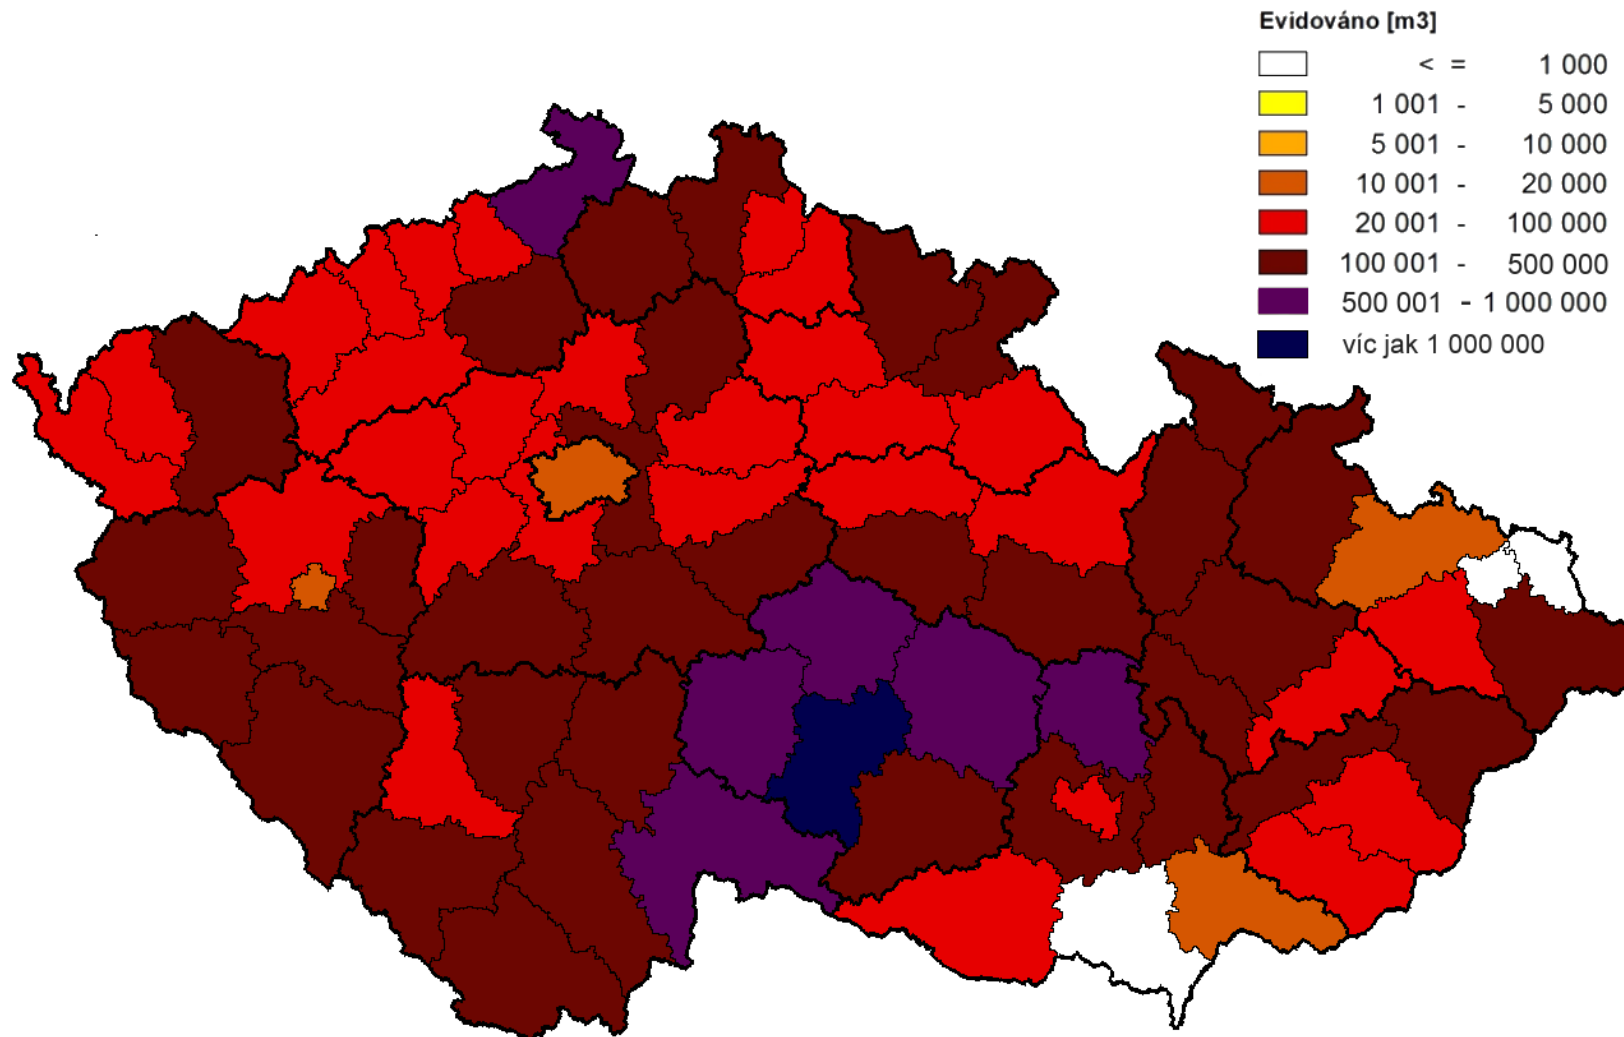 Evidováno [m3]
< = 1 000
1 001 - 5 000
5 001 - 10 000
10 001 - 20 000
20 001 - 100 000
100 001 - 500 000
500 001 - 1 000 000
víc jak 1 000 000